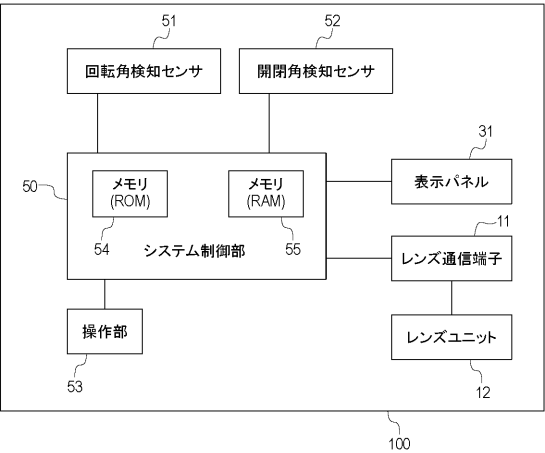 51
52
回転角検知センサ
開閉角検知センサ
31
50
メモリ
(ROM)
メモリ
(RAM)
表示パネル
54
55
11
システム制御部
レンズ通信端子
操作部
レンズユニット
53
12
100